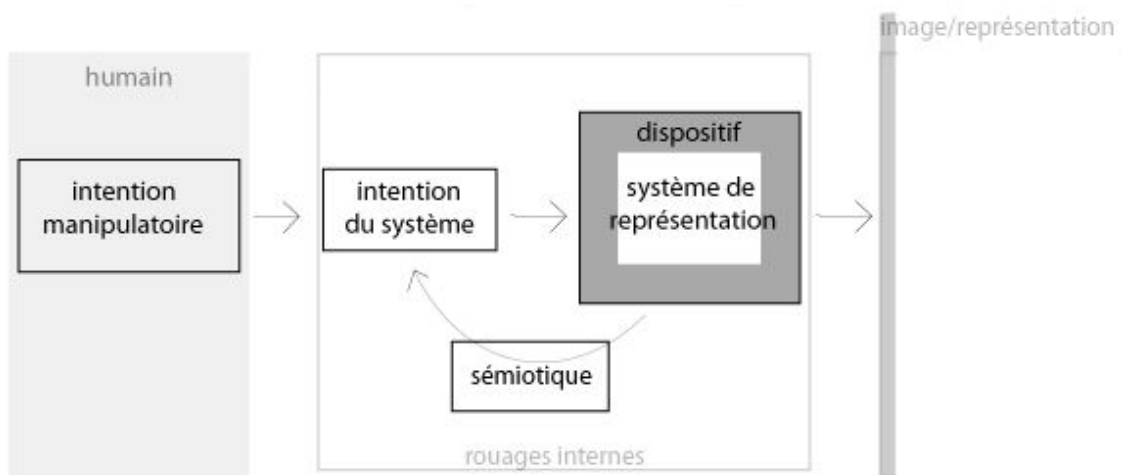 image/représentation
humain
intention
manipulatoire
intention
du système
dispositif
système de
représentation
sémiotique
rouages internes